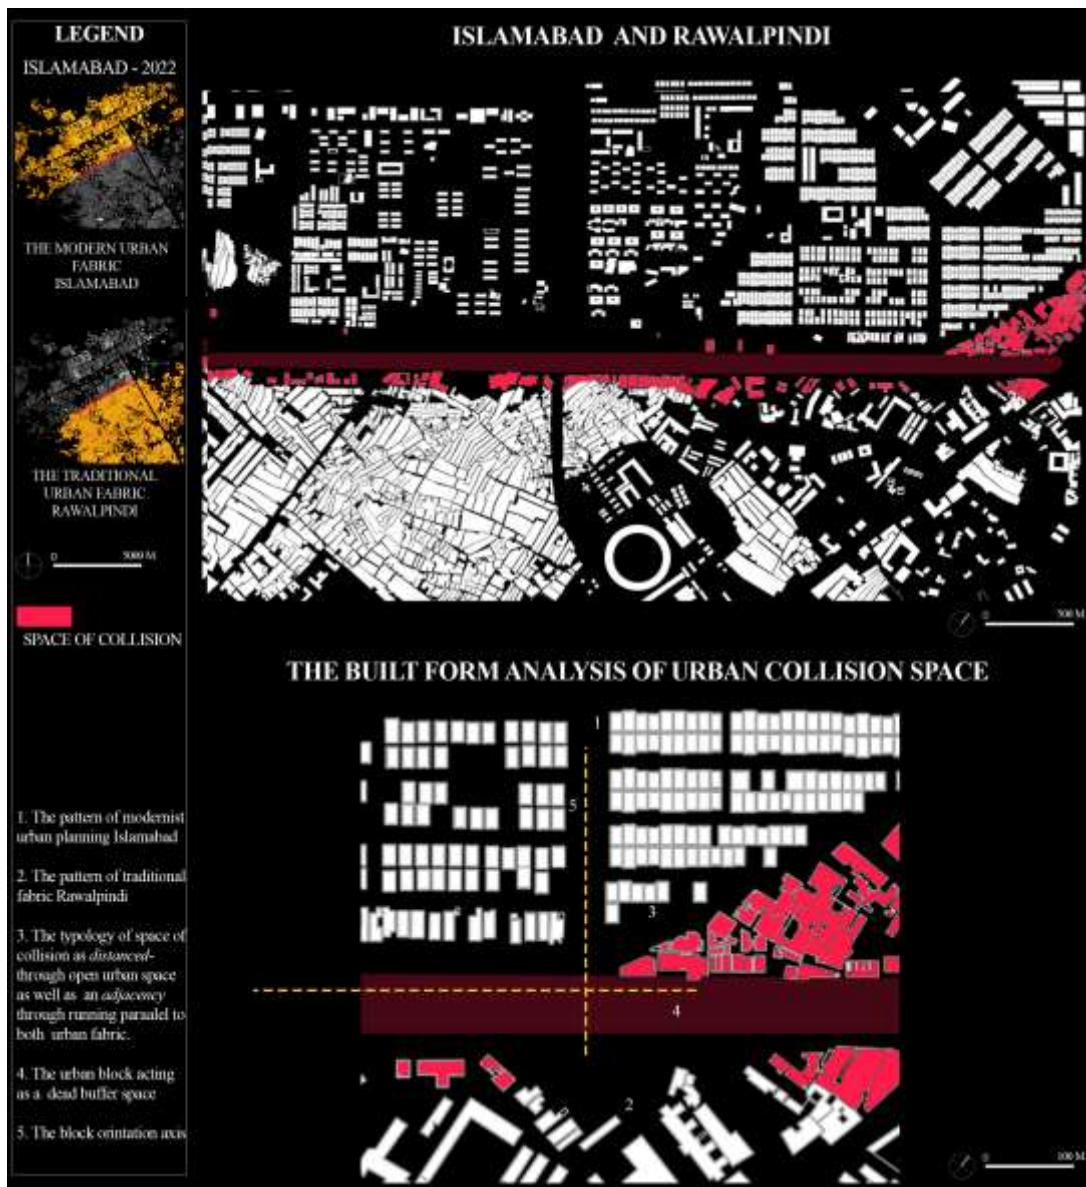 LEGEND
ISLAMABAD - 2022
THE MODERN URBAN
FABRIC
ISLAMABAD
THE TRADITIONAL
URBAN FABRIC
RAWALPINDI
0 5000 M
SPACE OF COLLISION
1. The pattern of modernist
urban planning Islamabad
2. The pattern of traditional
fabric Rawalpindi
3. The typology of space of
collision as distanced-
through open urban space
as well as an adjacency
through running paraalel to
both urban fabric.
4. The urban block acting
as a dead buffer space
5. The block orintation axis
ISLAMABAD AND RAWALPINDI
0 500 M
THE BUILT FORM ANALYSIS OF URBAN COLLISION SPACE
1
5
3
4
2
0 100 M